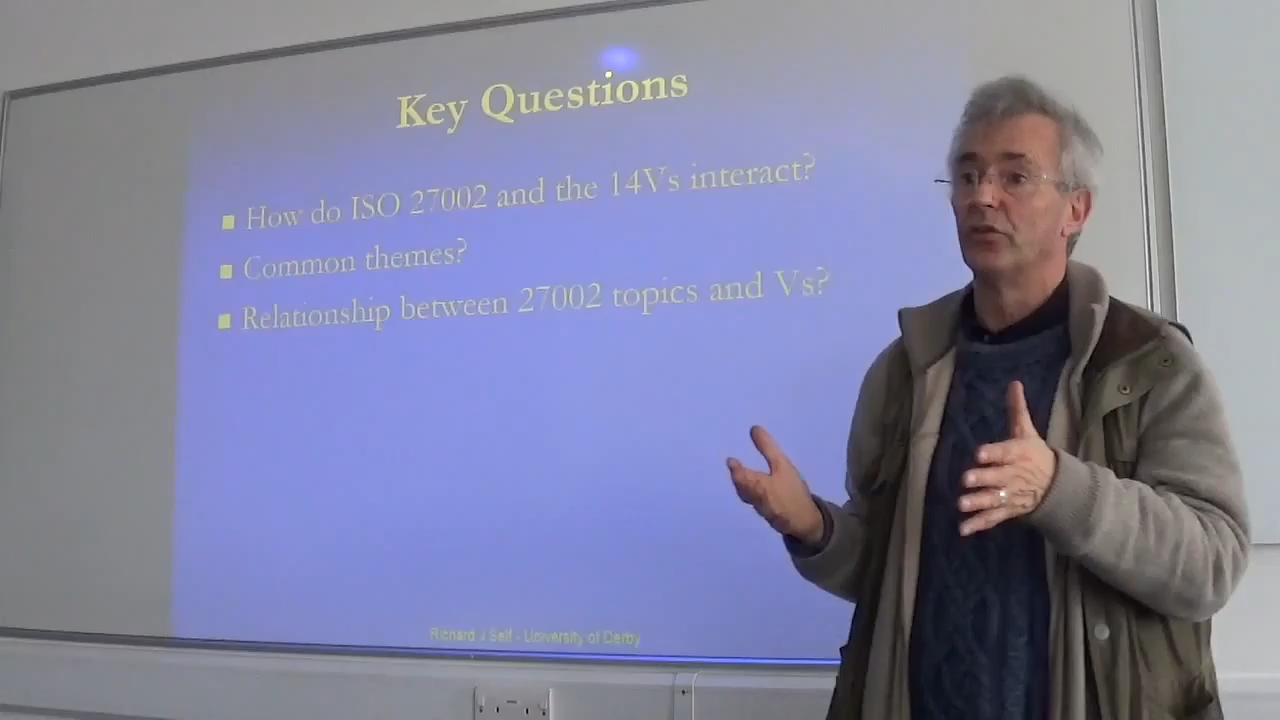 Key Questions
How do ISO 27002 and the 14Vs interact?
Common themes?
Relationship between 27002 topics and Vs?
Richard J Self - University of Derby